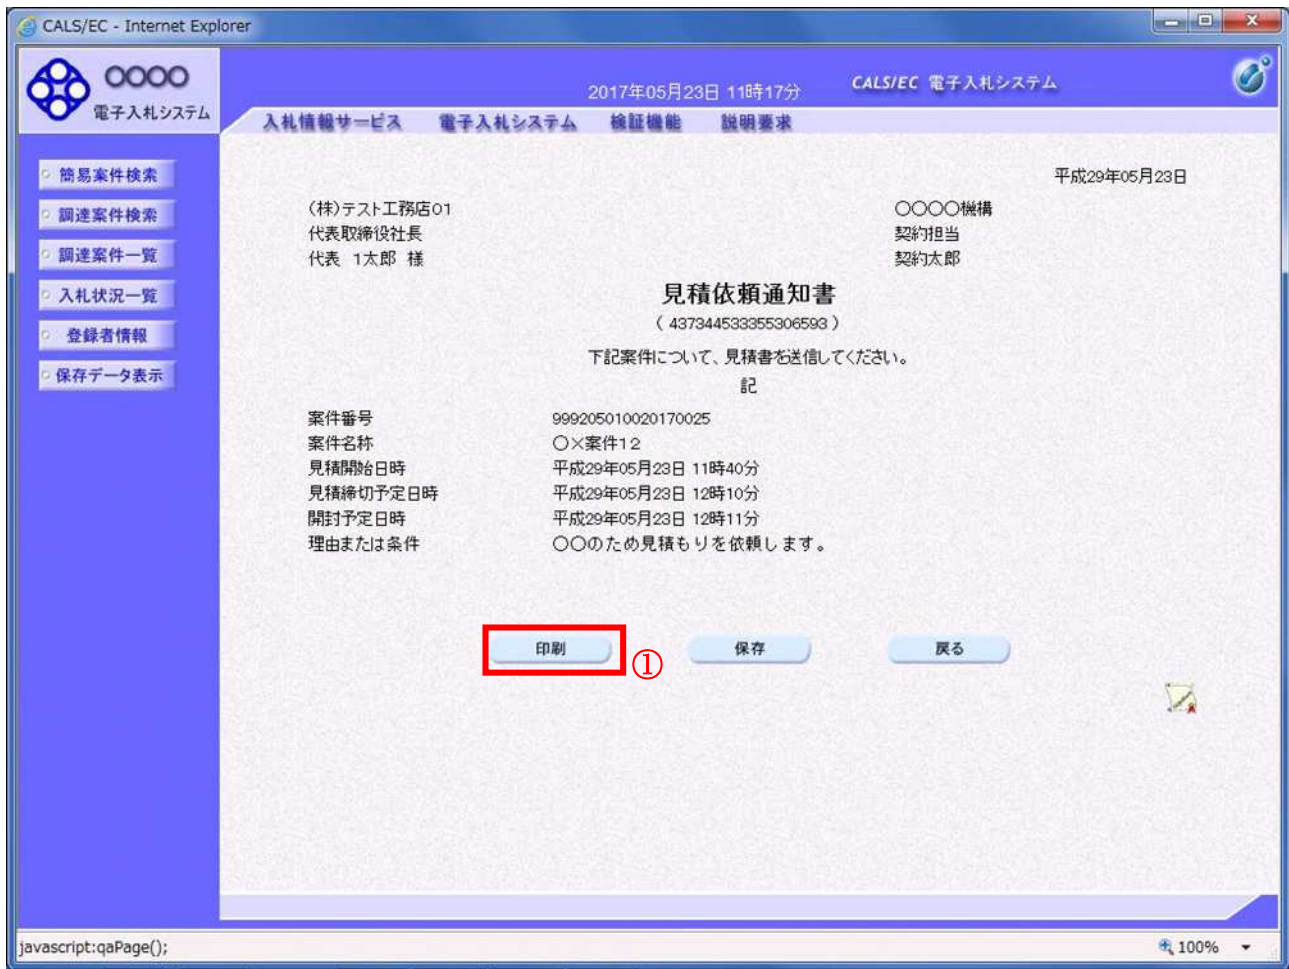 CALS/EC - Internet Explorer
〇〇〇〇
電子入札システム
2017年05月23日 11時17分
CALS/EC 電子入札システム
入札情報サービス 電子入札システム 検証機能 説明要求
簡易案件検索
調達案件検索
調達案件一覧
入札状況一覧
登録者情報
保存データ表示
平成29年05月23日
(株)テスト工務店01
代表取締役社長
代表 1太郎 様
〇〇〇〇機構
契約担当
契約太郎
見積依頼通知書
( 437344533355306593 )
下記案件について、見積書を送信してください。
記
案件番号 999205010020170025
案件名称 〇×案件12
見積開始日時 平成29年05月23日 11時40分
見積締切予定日時 平成29年05月23日 12時10分
開封予定日時 平成29年05月23日 12時11分
理由または条件 〇〇のため見積もりを依頼します。
印刷 ① 保存 戻る
javascript:qaPage();
100%